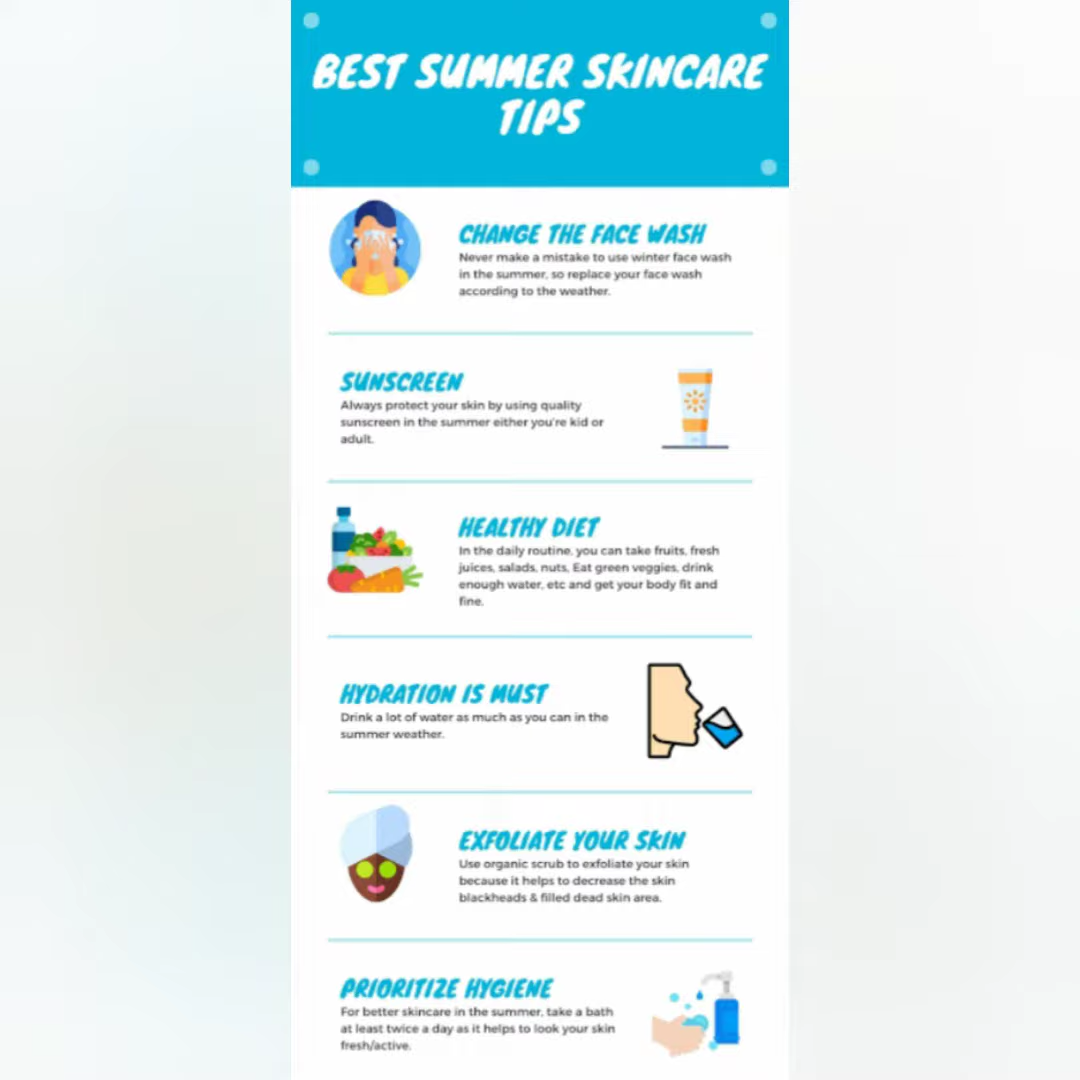 BEST SUMMER SKINCARE
TIPS
CHANGE THE FACE WASH
Never make a mistake to use winter face wash
in the summer, so replace your face wash
according to the weather.
SUNSCREEN
Always protect your skin by using quality
sunscreen in the summer either you're kid or
adult.
HEALTHY DIET
In the daily routine, you can take fruits, fresh
juices, salads, nuts, Eat green veggies, drink
enough water, etc and get your body fit and
fine.
HYDRATION IS MUST
Drink a lot of water as much as you can in the
summer weather.
EXFOLIATE YOUR SKIN
Use organic scrub to exfoliate your skin
because it helps to decrease the skin
blackheads & filled dead skin area.
PRIORITIZE HYGIENE
For better skincare in the summer, take a bath
at least twice a day as it helps to look your skin
fresh/active.